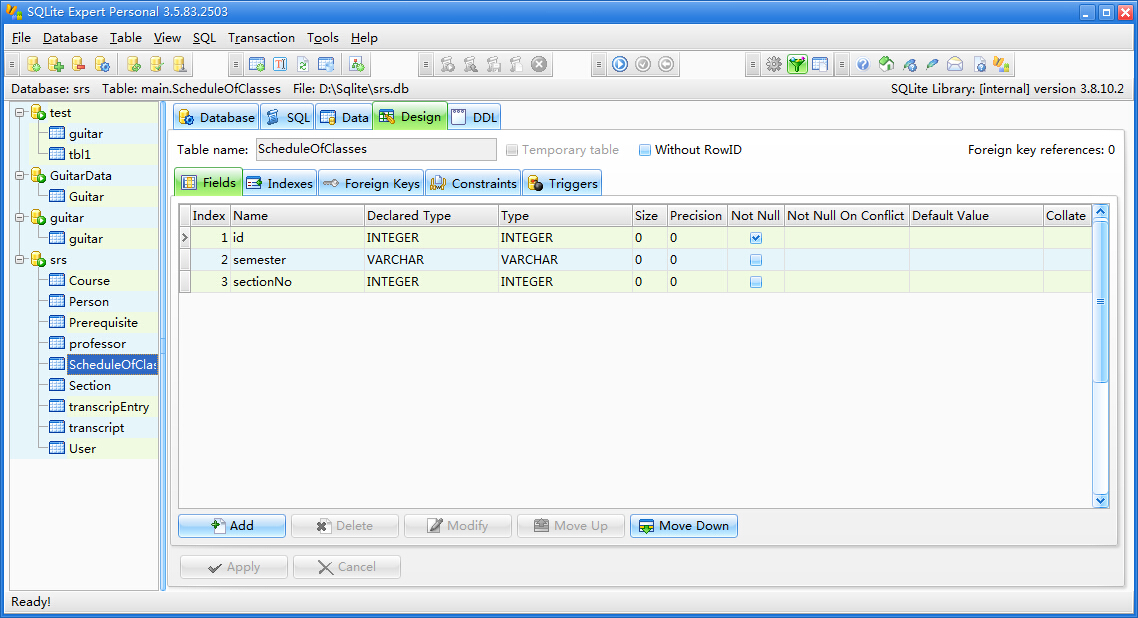 SQLite Expert Personal 3.5.83.2503
File Database Table View SQL Transaction Tools Help
Database: srs Table: main.ScheduleOfClasses File: D:\Sqlite\srs.db SQLite Library: [internal] version 3.8.10.2
test
guitar
tbl1
GuitarData
Guitar
guitar
guitar
srs
Course
Person
Prerequisite
professor
ScheduleOfClas
Section
transcripEntry
transcript
User
Database SQL Data Design DDL
Table name: ScheduleOfClasses Temporary table Without RowID Foreign key references: 0
Fields Indexes Foreign Keys Constraints Triggers
Index Name Declared Type Type Size Precision Not Null Not Null On Conflict Default Value Collate
1 id INTEGER INTEGER 0 0
2 semester VARCHAR VARCHAR 0 0
3 sectionNo INTEGER INTEGER 0 0
Add Delete Modify Move Up Move Down
Apply Cancel
Ready!